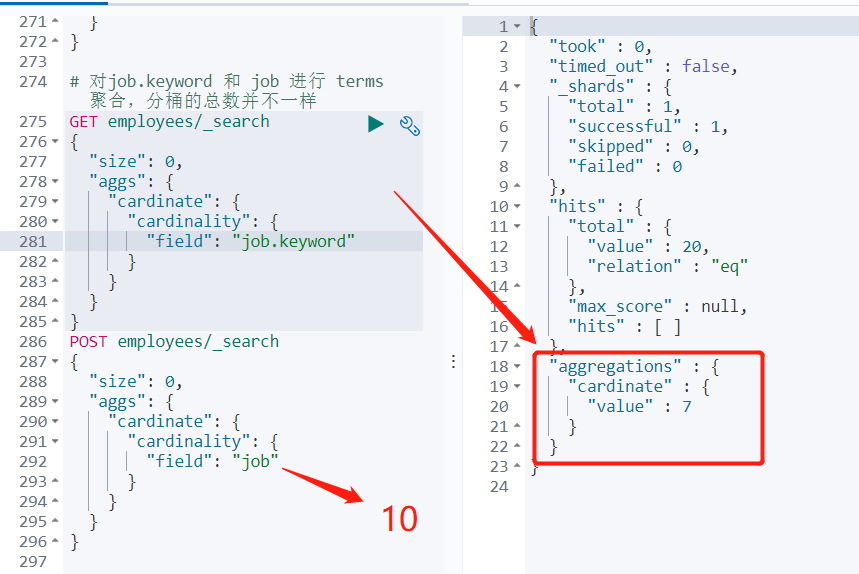 271 }
272 }
273
274 # 对job.keyword 和 job 进行 terms
聚合，分桶的总数并不一样
275 GET employees/_search
276 {
277 "size": 0,
278 "aggs": {
279 "cardinate": {
280 "cardinality": {
281 "field": "job.keyword"
282 }
283 }
284 }
285 }
286 POST employees/_search
287 {
288 "size": 0,
289 "aggs": {
290 "cardinate": {
291 "cardinality": {
292 "field": "job"
293 }
294 }
295 }
296 }
297
10
1 {
2 "took" : 0,
3 "timed_out" : false,
4 "_shards" : {
5 "total" : 1,
6 "successful" : 1,
7 "skipped" : 0,
8 "failed" : 0
9 },
10 "hits" : {
11 "total" : {
12 "value" : 20,
13 "relation" : "eq"
14 },
15 "max_score" : null,
16 "hits" : [ ]
17 },
18 "aggregations" : {
19 "cardinate" : {
20 "value" : 7
21 }
22 }
23 }
24